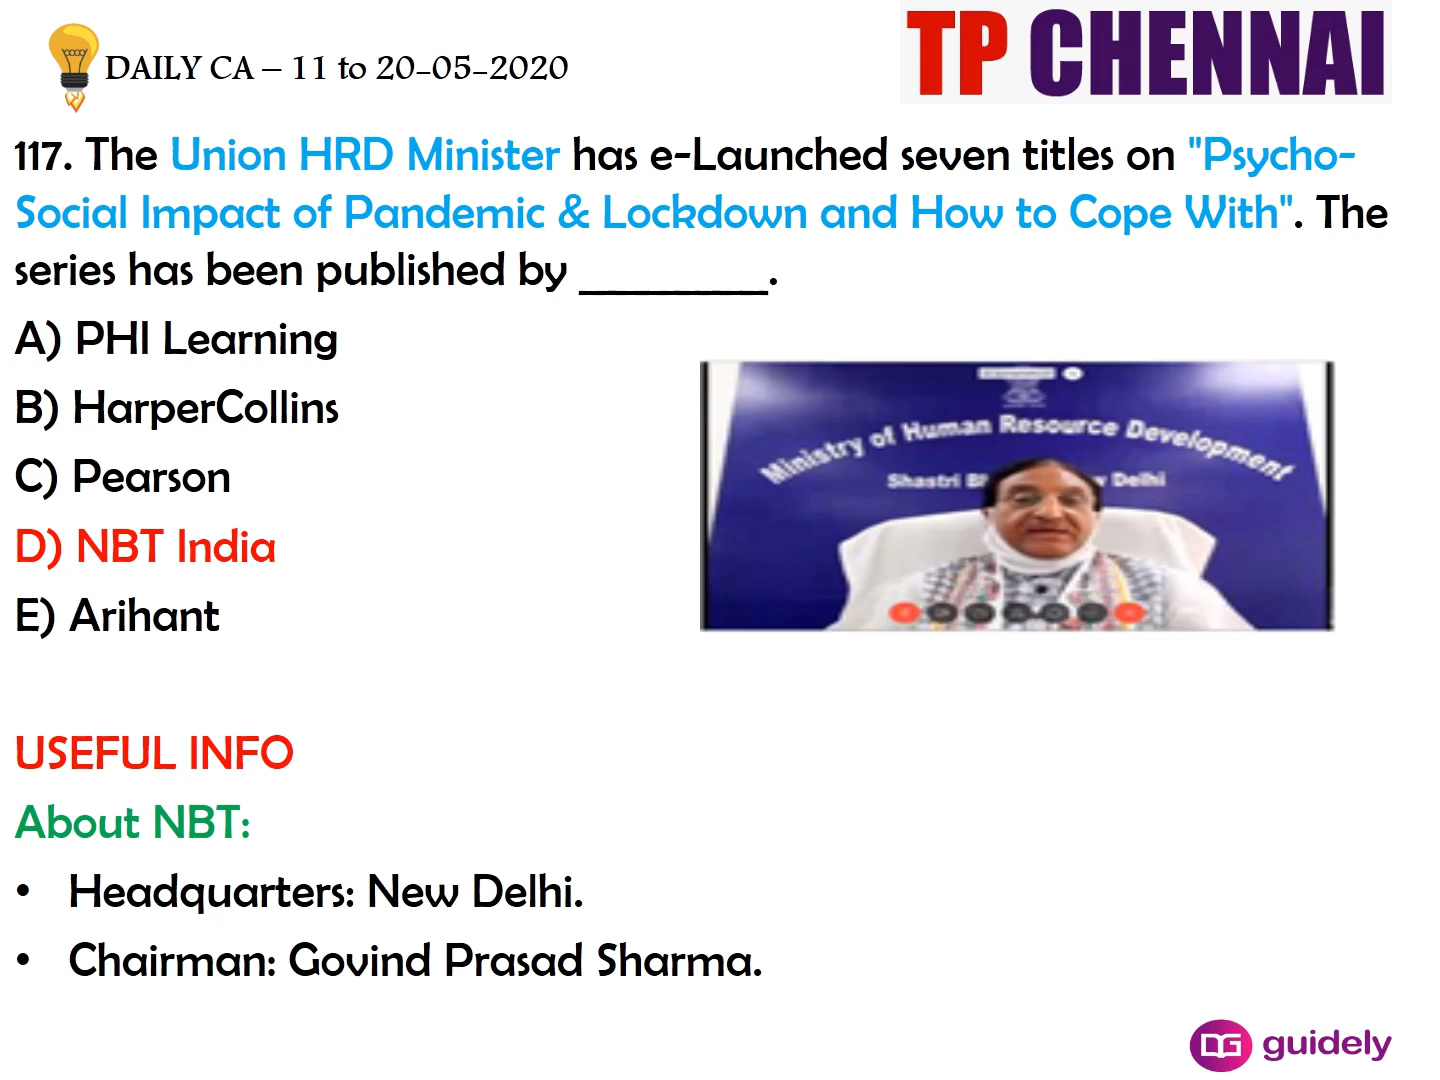 DAILY CA – 11 to 20-05-2020
TP CHENNAI
117. The Union HRD Minister has e-Launched seven titles on "Psycho-
Social Impact of Pandemic & Lockdown and How to Cope With". The
series has been published by __________.
A) PHI Learning
B) HarperCollins
C) Pearson
D) NBT India
E) Arihant
Ministry of Human Resource Development
Shastri Delhi
USEFUL INFO
About NBT:
• Headquarters: New Delhi.
• Chairman: Govind Prasad Sharma.
guidely